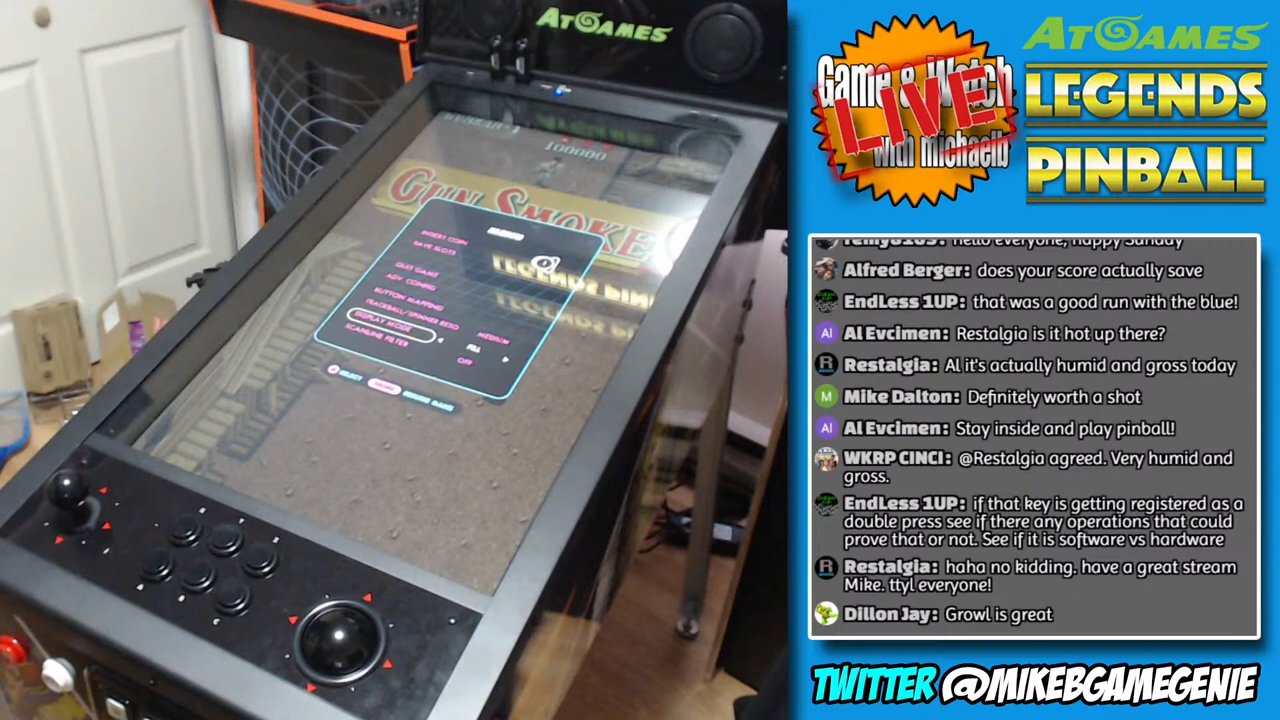 ATGAMES
100000
GUN SMOKE
INSERT COIN
SAVE SLOTS
QUIT GAME
ADV. CONFIG
BUTTON MAPPING
TRACKBALL/SPINNER RESO
MEDIUM
DISPLAY MODE
FILL
SCANLINE FILTER
OFF
SELECT
Game & Watch
LIVE
with michaelb
ATGAMES
LEGENDS
PINBALL
hello everyone, happy Sunday
Alfred Berger: does your score actually save
EndLess 1UP: that was a good run with the blue!
Al Evcimen: Restalgia is it hot up there?
Restalgia: Al it's actually humid and gross today
Mike Dalton: Definitely worth a shot
Al Evcimen: Stay inside and play pinball!
WKRP CINCI: @Restalgia agreed. Very humid and
gross.
EndLess 1UP: if that key is getting registered as a
double press see if there any operations that could
prove that or not. See if it is software vs hardware
Restalgia: haha no kidding. have a great stream
Mike. ttyl everyone!
Dillon Jay: Growl is great
TWITTER @MIKEBGAMEGENIE